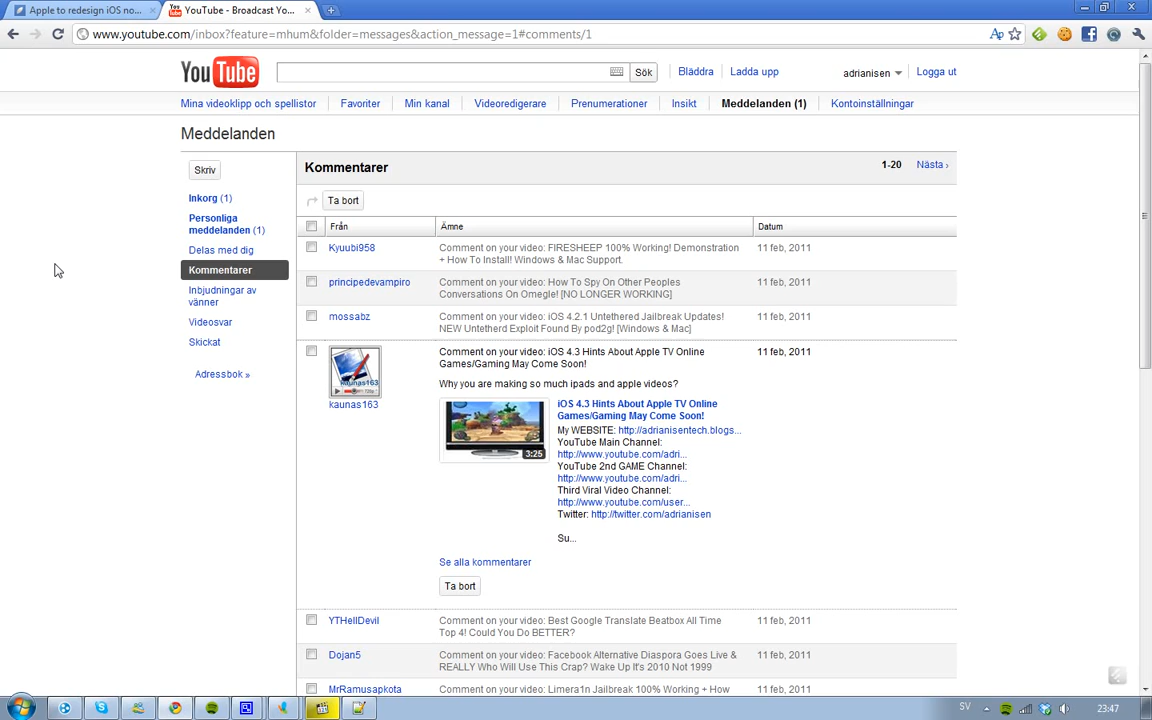 Apple to redesign iOS no...
YouTube - Broadcast Yo...
www.youtube.com/inbox?feature=mhum&folder=messages&action_message=1#comments/1
YouTube
Sök
Bläddra
Ladda upp
adrianisen
Logga ut
Mina videoklipp och spellistor
Favoriter
Min kanal
Videoredigerare
Prenumerationer
Insikt
Meddelanden (1)
Kontoinställningar
Meddelanden
Skriv
Inkorg (1)
Personliga
meddelanden (1)
Delas med dig
Kommentarer
Inbjudningar av
vänner
Videosvar
Skickat
Adressbok »
Kommentarer
1-20
Nästa ›
Ta bort
Från
Ämne
Datum
Kyuubi958
Comment on your video: FIRESHEEP 100% Working! Demonstration
+ How To Install! Windows & Mac Support.
11 feb, 2011
principedevampiro
Comment on your video: How To Spy On Other Peoples
Conversations On Omegle! [NO LONGER WORKING]
11 feb, 2011
mossabz
Comment on your video: iOS 4.2.1 Untethered Jailbreak Updates!
NEW Untetherd Exploit Found By pod2g! [Windows & Mac]
11 feb, 2011
kaunas163
kaunas163
Comment on your video: iOS 4.3 Hints About Apple TV Online
Games/Gaming May Come Soon!
11 feb, 2011
Why you are making so much ipads and apple videos?
3:25
iOS 4.3 Hints About Apple TV Online
Games/Gaming May Come Soon!
My WEBSITE: http://adrianisentech.blogs...
YouTube Main Channel:
http://www.youtube.com/adri...
YouTube 2nd GAME Channel:
http://www.youtube.com/adri...
Third Viral Video Channel:
http://www.youtube.com/user...
Twitter: http://twitter.com/adrianisen
Su...
Se alla kommentarer
Ta bort
YTHellDevil
Comment on your video: Best Google Translate Beatbox All Time
Top 4! Could You Do BETTER?
11 feb, 2011
Dojan5
Comment on your video: Facebook Alternative Diaspora Goes Live &
REALLY Who Will Use This Crap? Wake Up It's 2010 Not 1999
11 feb, 2011
MrRamusapkota
Comment on your video: Limera1n Jailbreak 100% Working + How
11 feb, 2011
SV
23:47